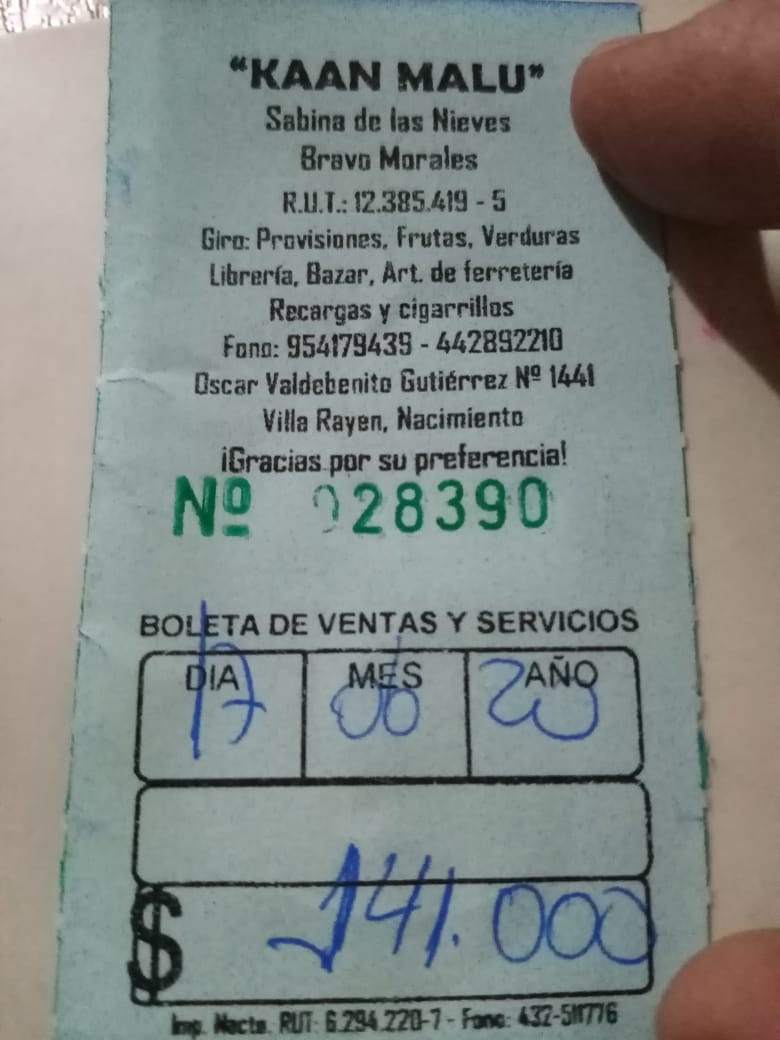 "KAAN MALU"
Sabina de las Nieves
Bravo Morales
R.U.T.: 12.385.419 - 5
Giro: Provisiones, Frutas, Verduras
Librería, Bazar, Art. de ferretería
Recargas y cigarrillos
Fono: 954179439 - 442892210
Oscar Valdebenito Gutiérrez Nº 1441
Villa Rayen, Nacimiento
¡Gracias por su preferencia!
Nº 028390
BOLETA DE VENTAS Y SERVICIOS
DIA MES AÑO
17 06 20
$ 141.000
Imp. Nacto. RUT: 6.294.220-7 - Fono: 432-511776